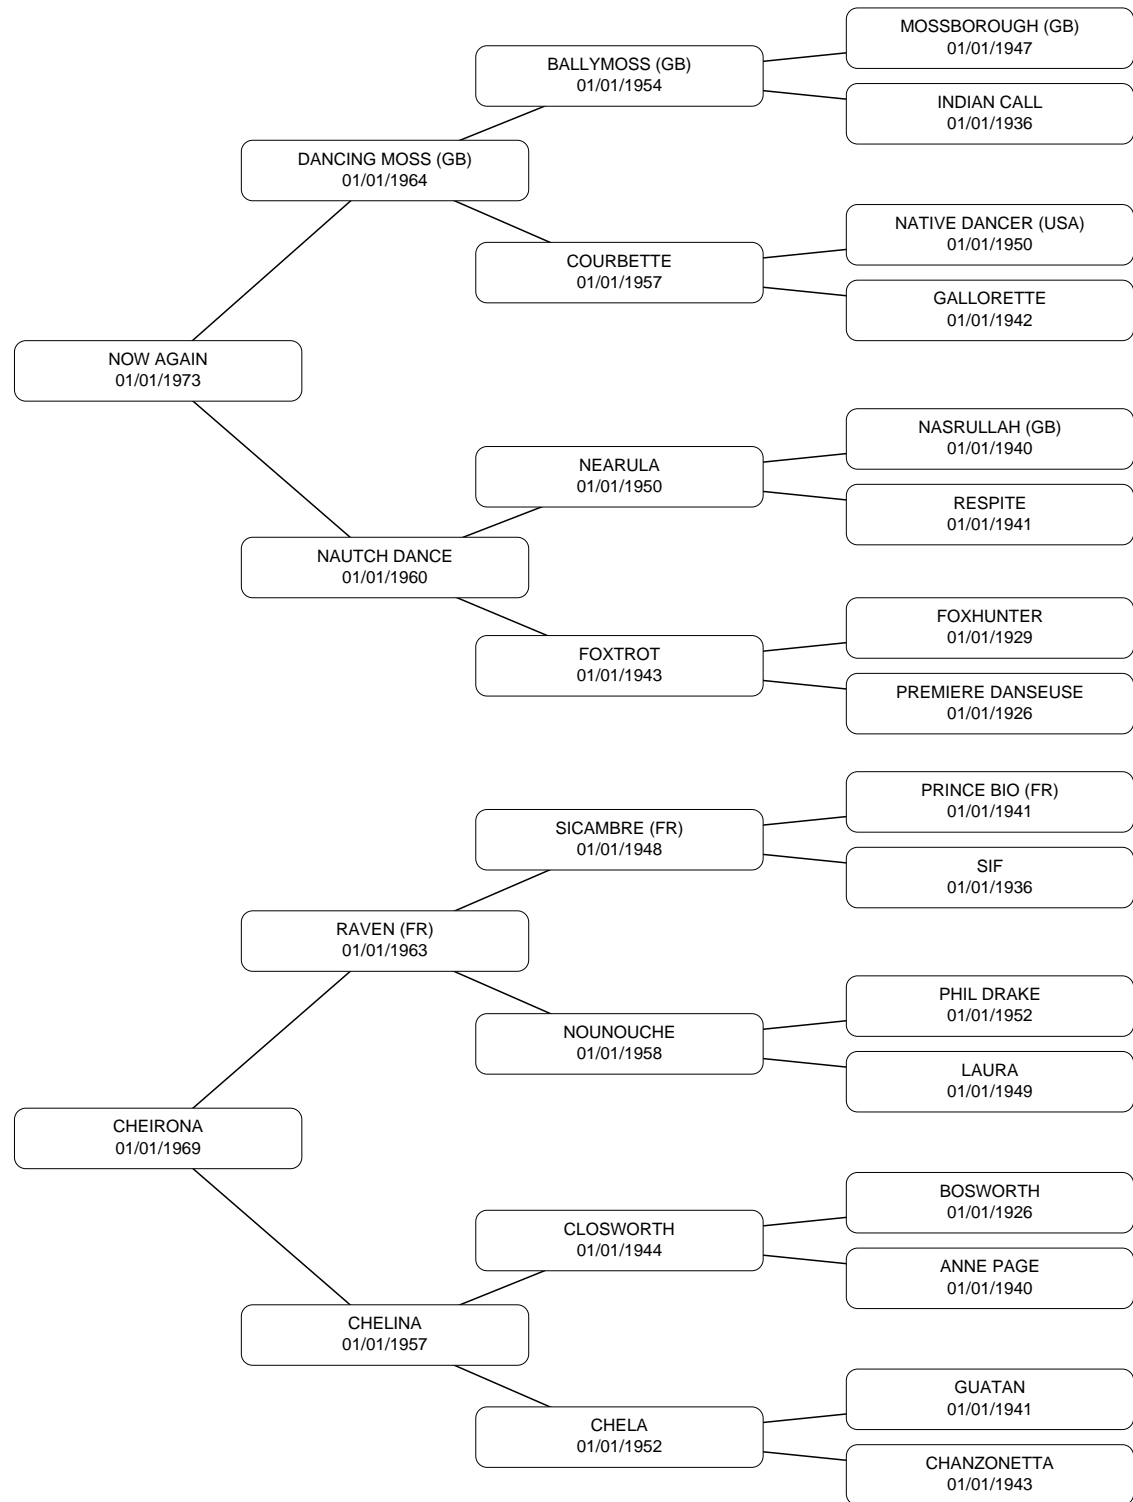 MOSSBOROUGH (GB)
01/01/1947
BALLYMOSS (GB)
01/01/1954
INDIAN CALL
01/01/1936
DANCING MOSS (GB)
01/01/1964
NATIVE DANCER (USA)
01/01/1950
COURBETTE
01/01/1957
GALLORETTE
01/01/1942
NOW AGAIN
01/01/1973
NASRULLAH (GB)
01/01/1940
NEARULA
01/01/1950
RESPITE
01/01/1941
NAUTCH DANCE
01/01/1960
FOXHUNTER
01/01/1929
FOXTROT
01/01/1943
PREMIERE DANSEUSE
01/01/1926
PRINCE BIO (FR)
01/01/1941
SICAMBRE (FR)
01/01/1948
SIF
01/01/1936
RAVEN (FR)
01/01/1963
PHIL DRAKE
01/01/1952
NOUNOUCHE
01/01/1958
LAURA
01/01/1949
CHEIRONA
01/01/1969
BOSWORTH
01/01/1926
CLOSWORTH
01/01/1944
ANNE PAGE
01/01/1940
CHELINA
01/01/1957
GUATAN
01/01/1941
CHELA
01/01/1952
CHANZONETTA
01/01/1943